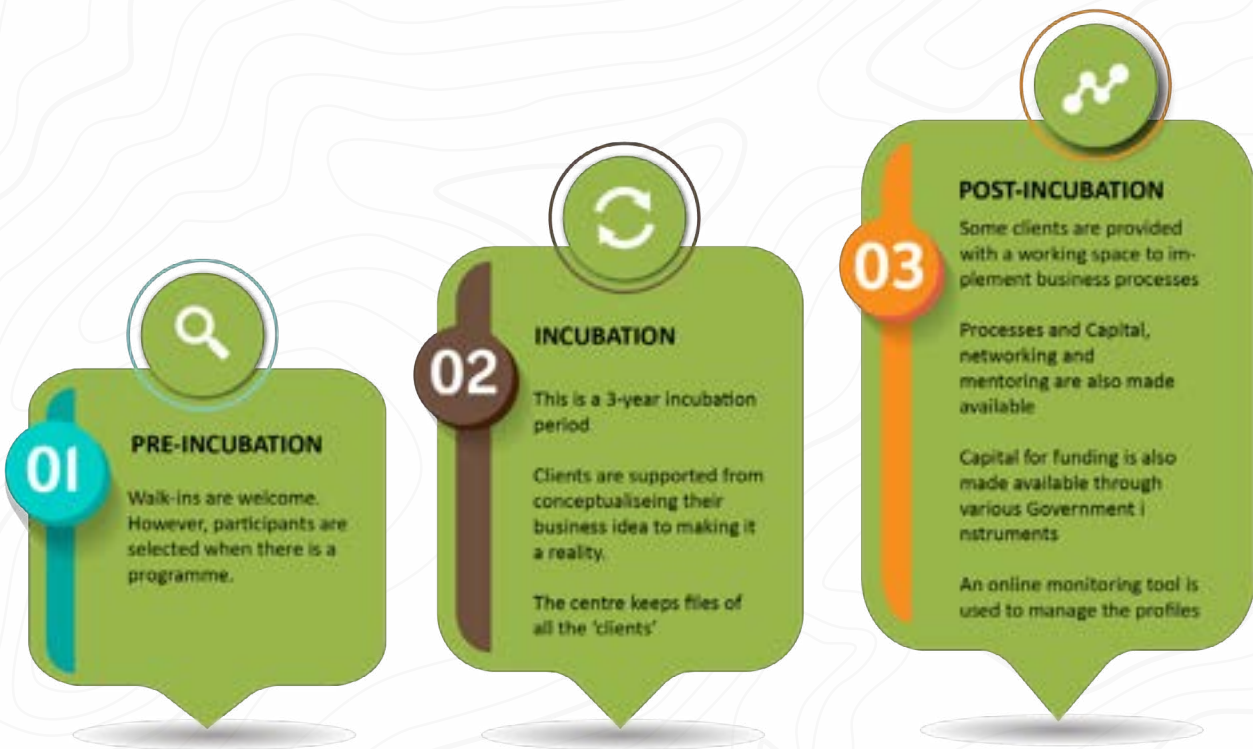 01
PRE-INCUBATION
Walk-ins are welcome.
However, participants are
selected when there is a
programme.
02
INCUBATION
This is a 3-year incubation
period
Clients are supported from
conceptualiseing their
business idea to making it
a reality.
The centre keeps files of
all the 'clients'
03
POST-INCUBATION
Some clients are provided
with a working space to im-
plement business processes
Processes and Capital,
networking and
mentoring are also made
available
Capital for funding is also
made available through
various Government i
nstruments
An online monitoring tool is
used to manage the profiles